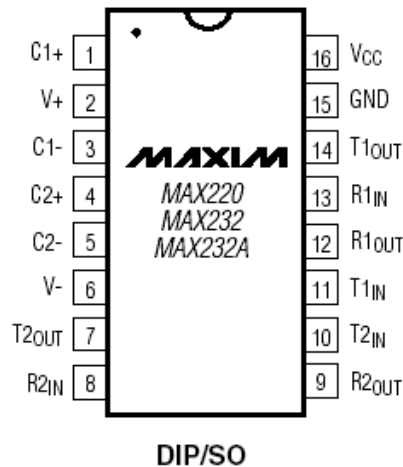 C1+ 1
V+ 2
C1- 3
C2+ 4
C2- 5
V- 6
T2OUT 7
R2IN 8
MAXIM
MAX220
MAX232
MAX232A
16 VCC
15 GND
14 T1OUT
13 R1IN
12 R1OUT
11 T1IN
10 T2IN
9 R2OUT
DIP/SO